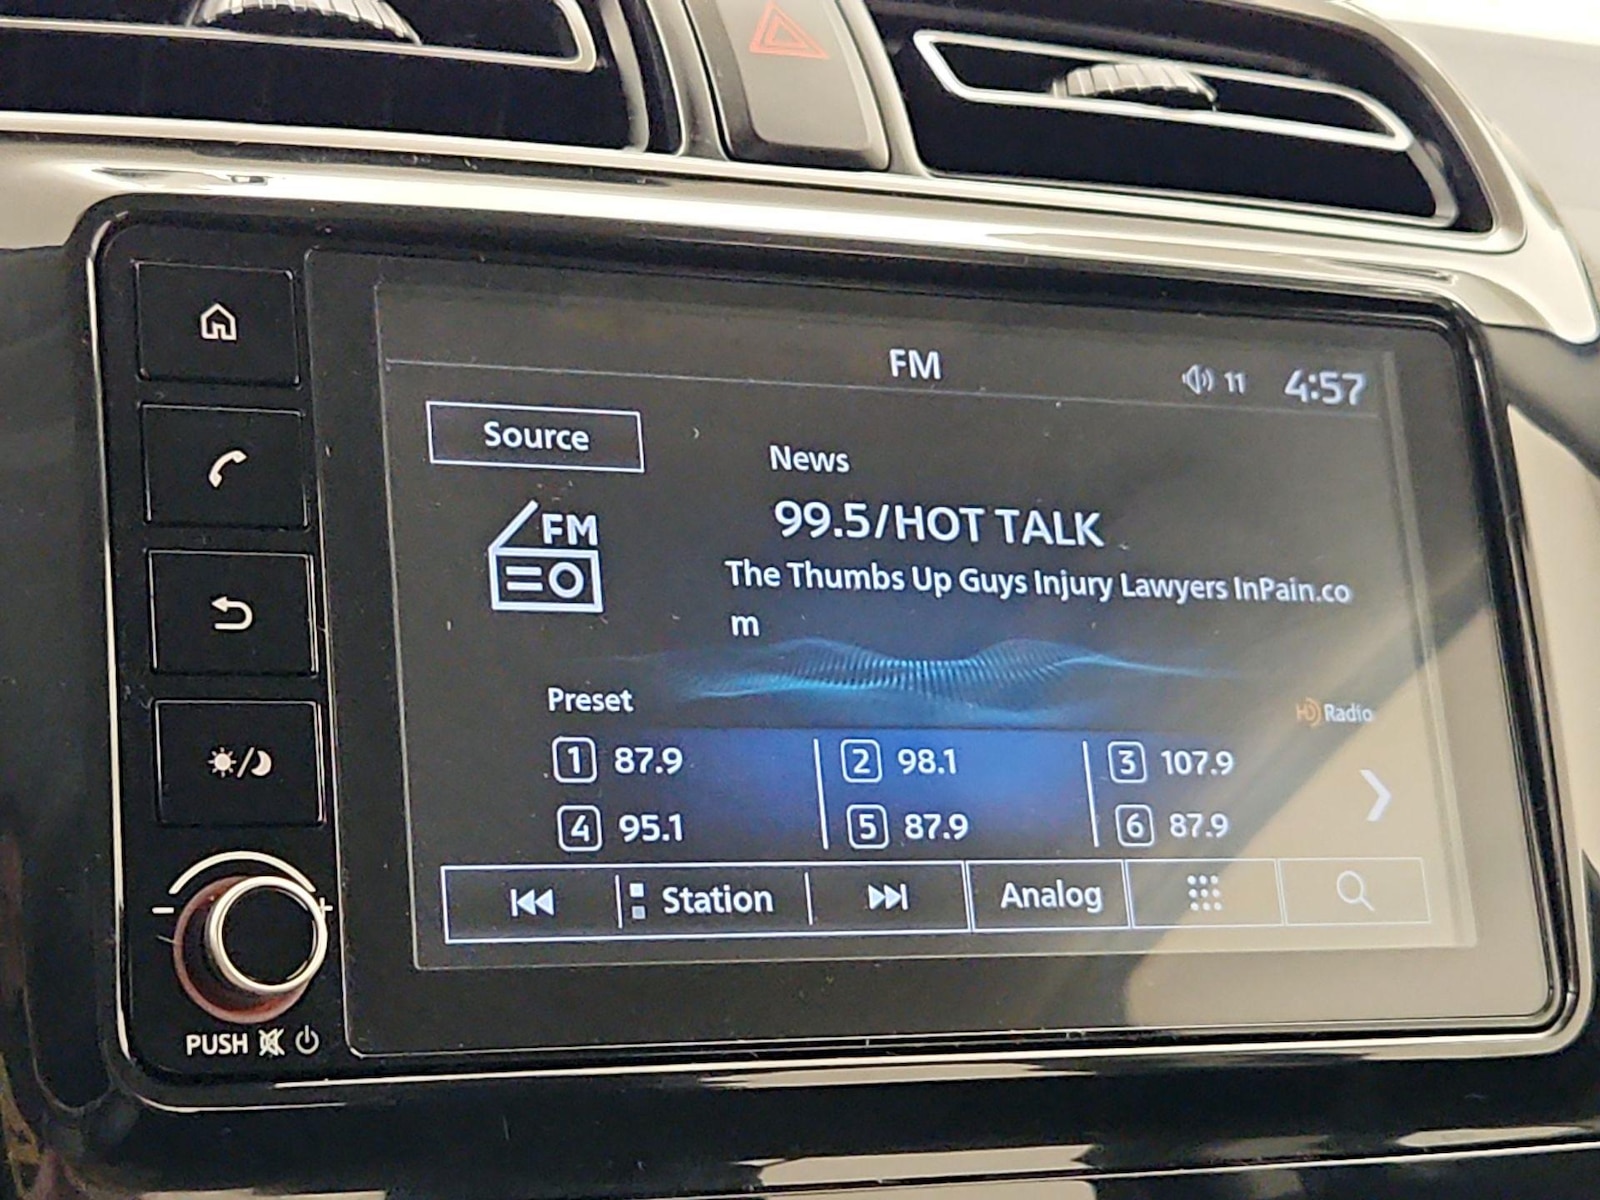 FM
11 4:57
Source
News
FM
99.5/HOT TALK
The Thumbs Up Guys Injury Lawyers InPain.co
m
Preset
HD Radio
1 87.9 2 98.1 3 107.9
4 95.1 5 87.9 6 87.9
Station Analog
- +
PUSH